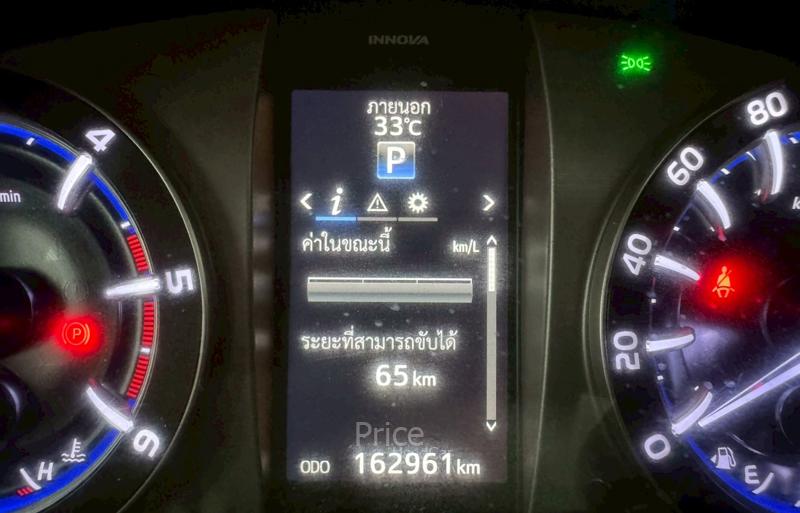 INNOVA
ภายนอก
33°C
P
4
80
/min
60
< i >
ค่าในขณะนี้ km/L
40
5
P
ระยะที่สามารถขับได้
20
65 km
Price
6
0
H
E
ODO 162961 km